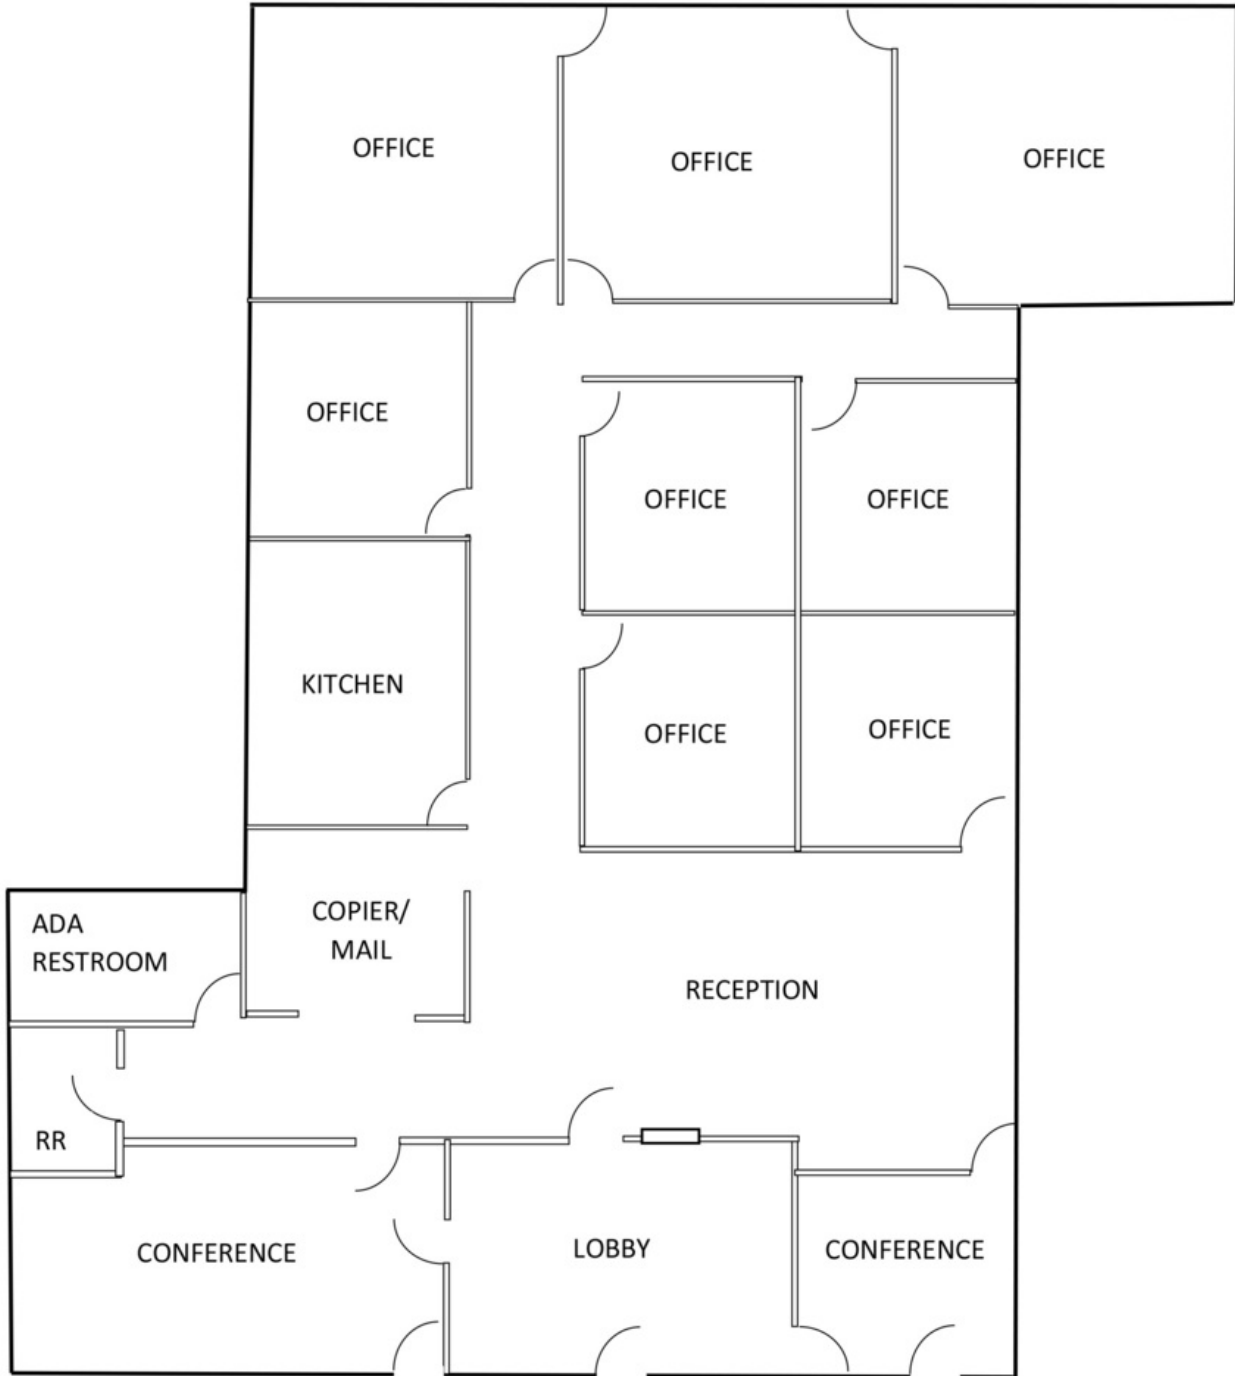 OFFICE
OFFICE
OFFICE
OFFICE
OFFICE
OFFICE
KITCHEN
OFFICE
OFFICE
COPIER/
MAIL
ADA
RESTROOM
RECEPTION
RR
CONFERENCE
LOBBY
CONFERENCE